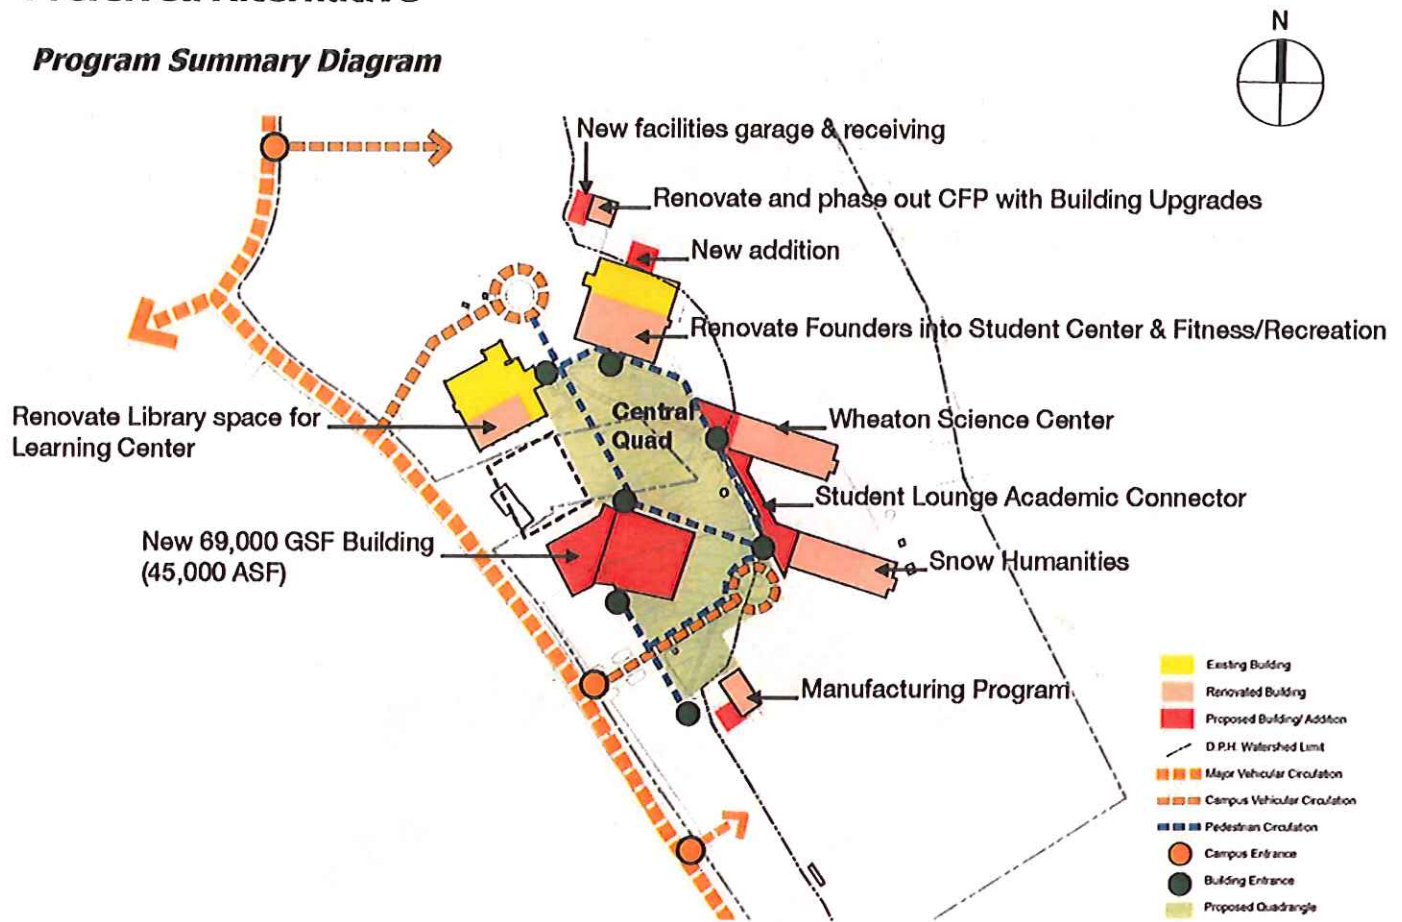 Preferred Alternative
Program Summary Diagram
N
New facilities garage & receiving
Renovate and phase out CFP with Building Upgrades
New addition
Renovate Founders into Student Center & Fitness/Recreation
Renovate Library space for
Learning Center
Central
Quad
Wheaton Science Center
Student Lounge Academic Connector
New 69,000 GSF Building
(45,000 ASF)
Snow Humanities
Manufacturing Program
Existing Building
Renovated Building
Proposed Building/Addition
D.P.H. Watershed Limit
Major Vehicular Circulation
Campus Vehicular Circulation
Pedestrian Circulation
Campus Entrance
Building Entrance
Proposed Quadrangle